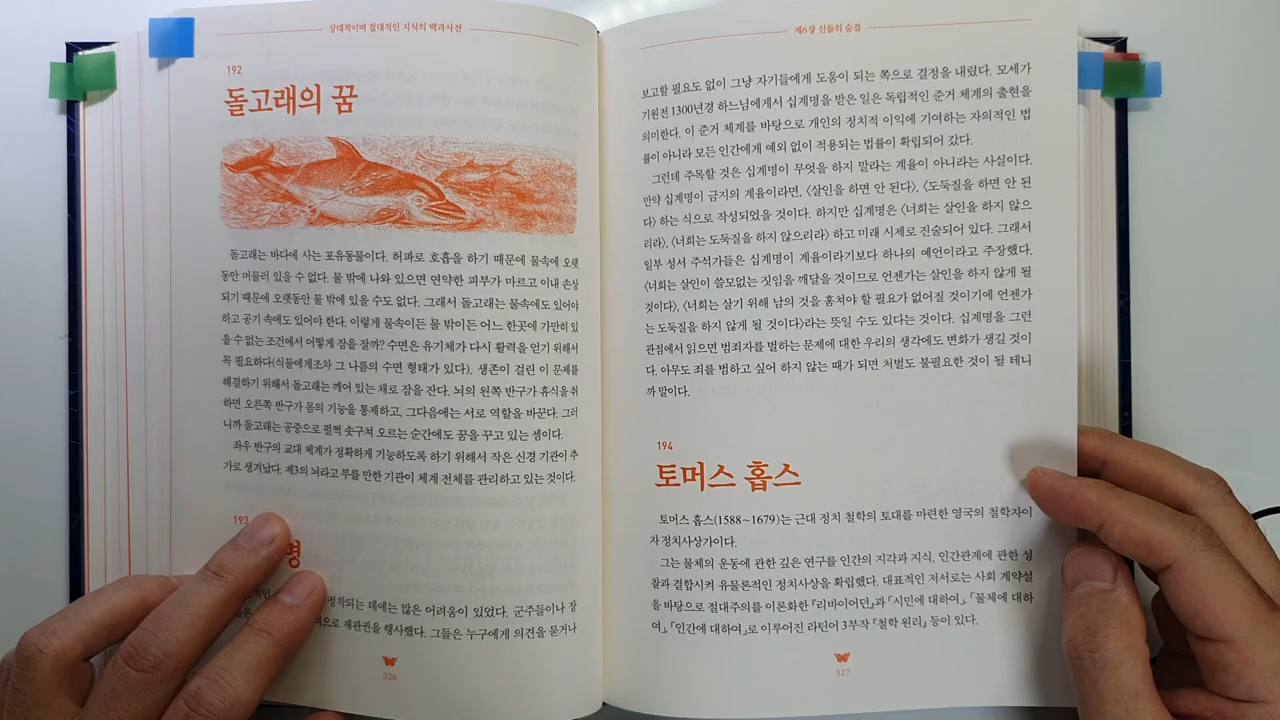 상대적이며 절대적인 지식의 백과사전
192
돌고래의 꿈
돌고래는 바다에 사는 포유동물이다. 허파로 호흡을 하기 때문에 물속에 오랫
동안 머물러 있을 수 없다. 물 밖에 나와 있으면 연약한 피부가 마르고 이내 손상
되기 때문에 오랫동안 물 밖에 있을 수도 없다. 그래서 돌고래는 물속에도 있어야
하고 공기 속에도 있어야 한다. 이렇게 물속이든 물 밖이든 어느 한곳에 가만히 있
을 수 없는 조건에서 어떻게 잠을 잘까? 수면은 유기체가 다시 활력을 얻기 위해서
꼭 필요하다(식물에게조차 그 나름의 수면 형태가 있다). 생존이 걸린 이 문제를
해결하기 위해서 돌고래는 깨어 있는 채로 잠을 잔다. 뇌의 왼쪽 반구가 휴식을 취
하면 오른쪽 반구가 몸의 기능을 통제하고, 그다음에는 서로 역할을 바꾼다. 그러
니까 돌고래는 공중으로 펄쩍 솟구쳐 오르는 순간에도 꿈을 꾸고 있는 셈이다.
좌우 반구의 교대 체계가 정확하게 기능하도록 하기 위해서 작은 신경 기관이 추
가로 생겨났다. 제3의 뇌라고 부를 만한 기관이 체계 전체를 관리하고 있는 것이다.
193
명
정착되는 데에는 많은 어려움이 있었다. 군주들이나 장
으로 재판권을 행사했다. 그들은 누구에게 의견을 묻거나
326
제6장 신들의 숨결
보고할 필요도 없이 그냥 자기들에게 도움이 되는 쪽으로 결정을 내렸다. 모세가
기원전 1300년경 하느님에게서 십계명을 받은 일은 독립적인 준거 체계의 출현을
의미한다. 이 준거 체계를 바탕으로 개인의 정치적 이익에 기여하는 자의적인 법
률이 아니라 모든 인간에게 예외 없이 적용되는 법률이 확립되어 갔다.
그런데 주목할 것은 십계명이 무엇을 하지 말라는 계율이 아니라는 사실이다.
만약 십계명이 금지의 계율이라면, 〈살인을 하면 안 된다〉, 〈도둑질을 하면 안 된
다〉 하는 식으로 작성되었을 것이다. 하지만 십계명은 〈너희는 살인을 하지 않으
리라〉, 〈너희는 도둑질을 하지 않으리라〉 하고 미래 시제로 진술되어 있다. 그래서
일부 성서 주석가들은 십계명이 계율이라기보다 하나의 예언이라고 주장했다.
〈너희는 살인이 쓸모없는 짓임을 깨달을 것이므로 언젠가는 살인을 하지 않게 될
것이다〉, 〈너희는 살기 위해 남의 것을 훔쳐야 할 필요가 없어질 것이기에 언젠가
는 도둑질을 하지 않게 될 것이다〉라는 뜻일 수도 있다는 것이다. 십계명을 그런
관점에서 읽으면 범죄자를 벌하는 문제에 대한 우리의 생각에도 변화가 생길 것이
다. 아무도 죄를 범하고 싶어 하지 않는 때가 되면 처벌도 불필요한 것이 될 테니
까 말이다.
194
토머스 홉스
토머스 홉스(1588~1679)는 근대 정치 철학의 토대를 마련한 영국의 철학자이
자 정치사상가이다.
그는 물체의 운동에 관한 깊은 연구를 인간의 지각과 지식, 인간관계에 관한 성
찰과 결합시켜 유물론적인 정치사상을 확립했다. 대표적인 저서로는 사회 계약설
을 바탕으로 절대주의를 이론화한 『리바이어던』과 「시민에 대하여」, 「물체에 대하
여」, 「인간에 대하여」로 이루어진 라틴어 3부작 『철학 원리』 등이 있다.
327